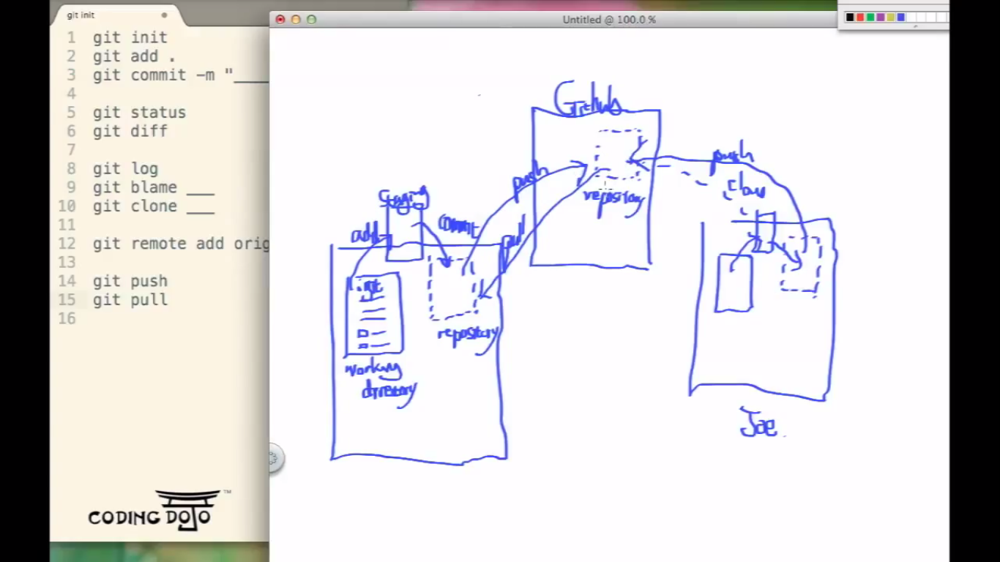 git init
Untitled @ 100.0 %
1 git init
2 git add .
3 git commit -m "____
4
5 git status
6 git diff
7
8 git log
9 git blame ___
10 git clone ___
11
12 git remote add orig
13
14 git push
15 git pull
16
GitHub
push
push
repository
Staging
add
commit
pull
.git
repository
working
directory
Joe
CODING DOJO™